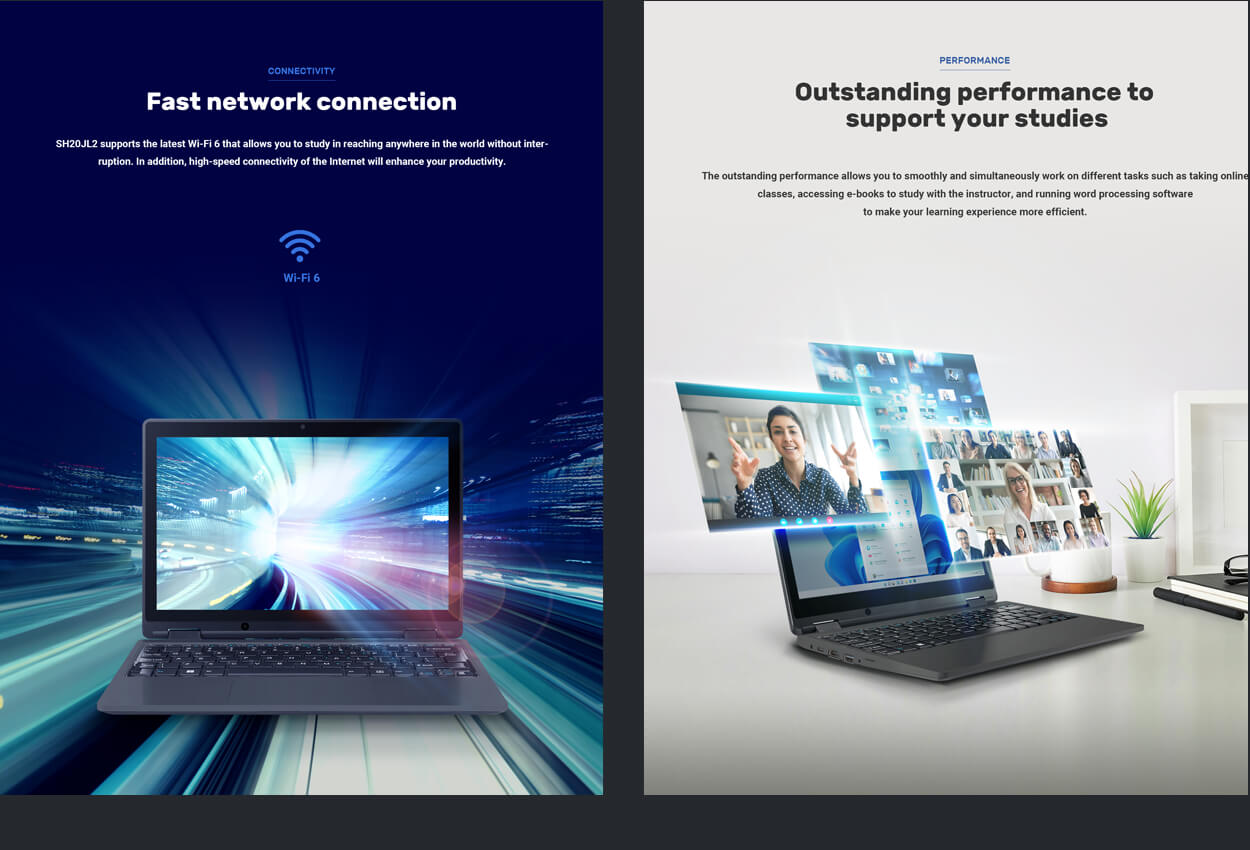 CONNECTIVITY
Fast network connection
SH20JL2 supports the latest Wi-Fi 6 that allows you to study in reaching anywhere in the world without inter-
ruption. In addition, high-speed connectivity of the Internet will enhance your productivity.
Wi-Fi 6
PERFORMANCE
Outstanding performance to
support your studies
The outstanding performance allows you to smoothly and simultaneously work on different tasks such as taking online
classes, accessing e-books to study with the instructor, and running word processing software
to make your learning experience more efficient.